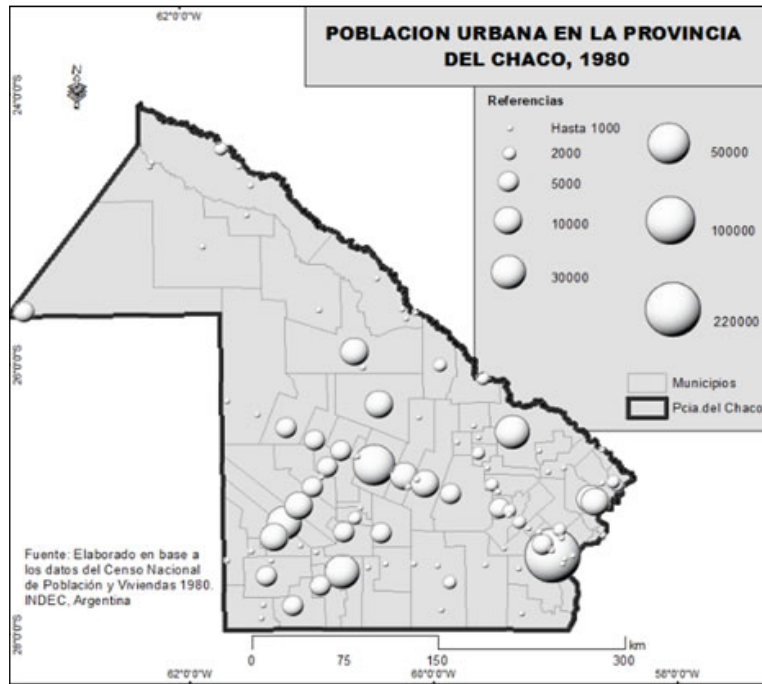 62°0'0"W
POBLACION URBANA EN LA PROVINCIA
DEL CHACO, 1980
24°0'0"S
Norte
Referencias
Hasta 1000
2000
5000
10000
30000
50000
100000
220000
Municipios
Pcia.del Chaco
26°0'0"S
Fuente: Elaborado en base a
los datos del Censo Nacional
de Población y Viviendas 1980.
INDEC, Argentina
28°0'0"S
km
0 75 150 300
62°0'0"W 60°0'0"W 58°0'0"W